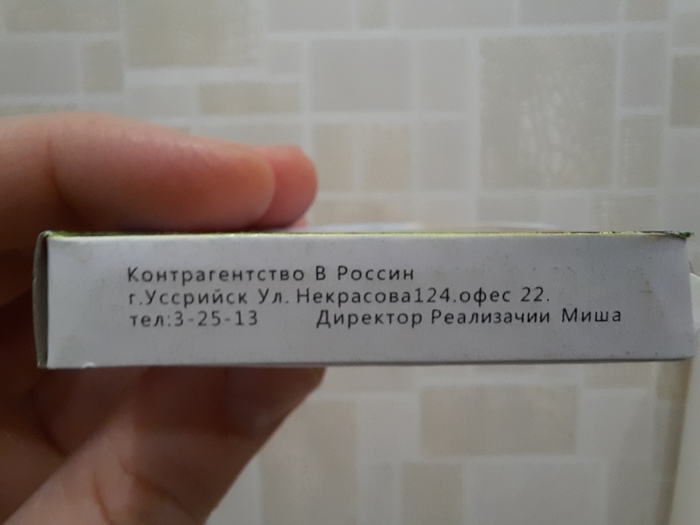 Контрагентство В Россин
г.Уссрийск Ул. Некрасова124.офес 22.
тел:3-25-13 Директор Реализачии Миша